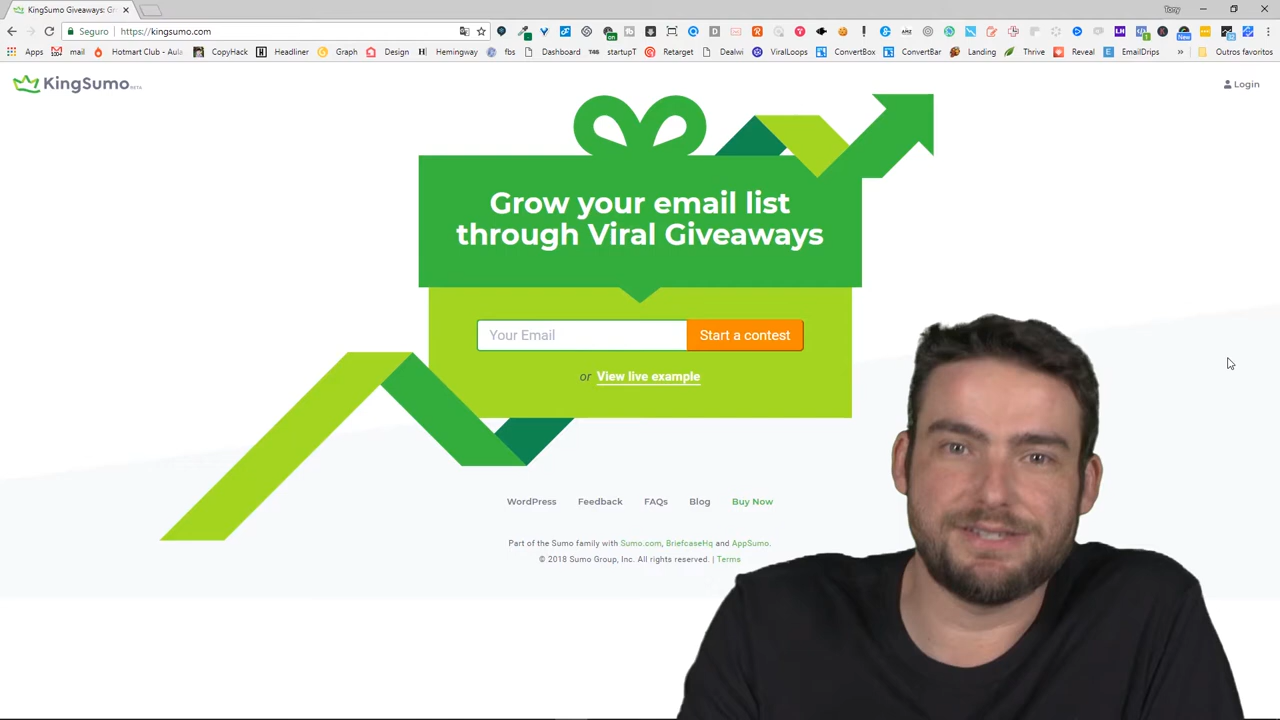 KingSumo Giveaways: Gr
Tony
Seguro
https://kingsumo.com
Apps
mail
Hotmart Club - Aula
CopyHack
Headliner
Graph
Design
Hemingway
fbs
Dashboard
startupT
Retarget
Dealwi
ViralLoops
ConvertBox
ConvertBar
Landing
Thrive
Reveal
EmailDrips
»
Outros favoritos
KingSumo BETA
Login
Grow your email list
through Viral Giveaways
Your Email
Start a contest
or View live example
WordPress
Feedback
FAQs
Blog
Buy Now
Part of the Sumo family with Sumo.com, BriefcaseHq and AppSumo.
© 2018 Sumo Group, Inc. All rights reserved. | Terms